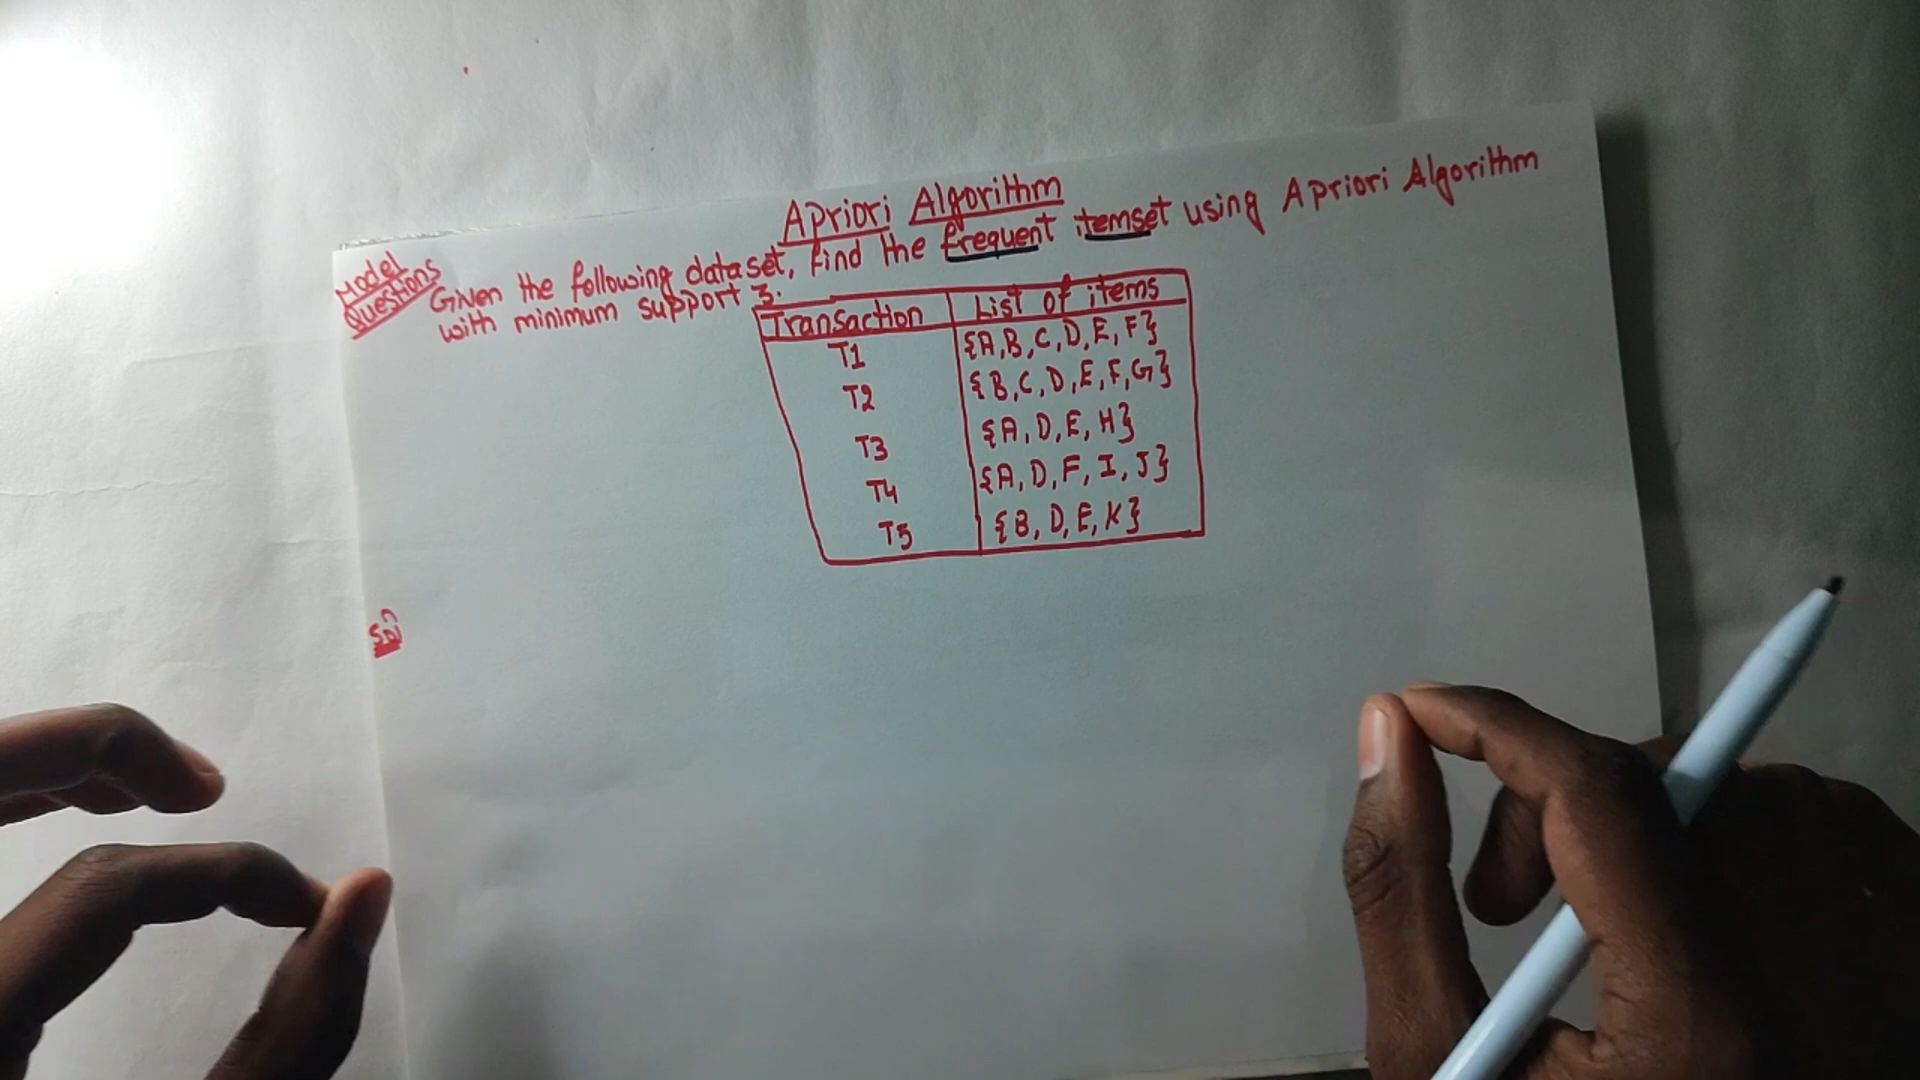 Apriori Algorithm
Model
Questions
Given the following dataset, find the frequent itemset using Apriori Algorithm
with minimum support 3.
Transaction List of items
T1 {A,B,C,D,E,F}
T2 {B,C,D,E,F,G}
T3 {A,D,E,H}
T4 {A,D,F,I,J}
T5 {B,D,E,K}